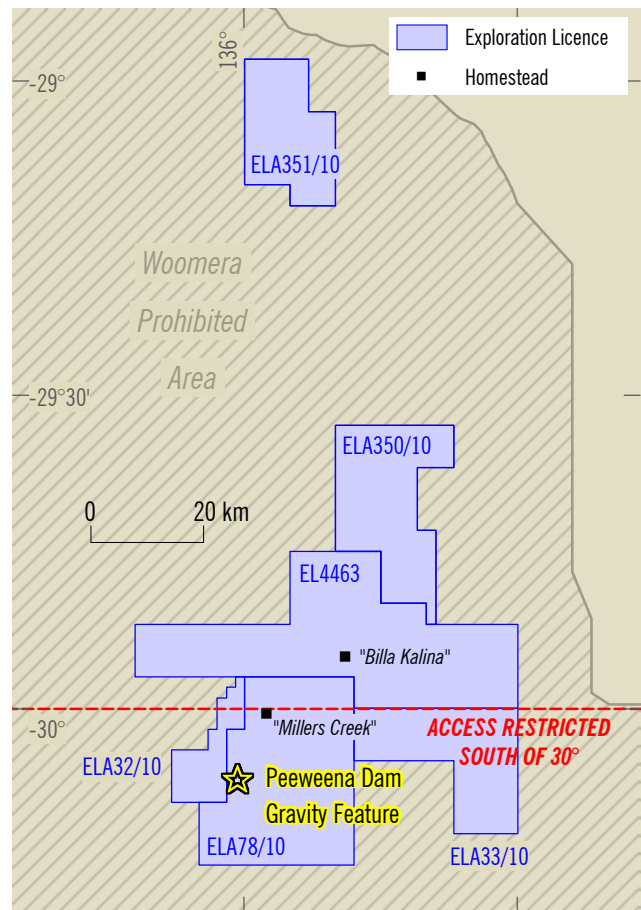 136°
Exploration Licence
Homestead
-29°
ELA351/10
Woomera
Prohibited
Area
-29°30'
ELA350/10
0 20 km
EL4463
"Billa Kalina"
-30°
"Millers Creek"
ACCESS RESTRICTED
SOUTH OF 30°
ELA32/10
Peeweena Dam
Gravity Feature
ELA78/10
ELA33/10